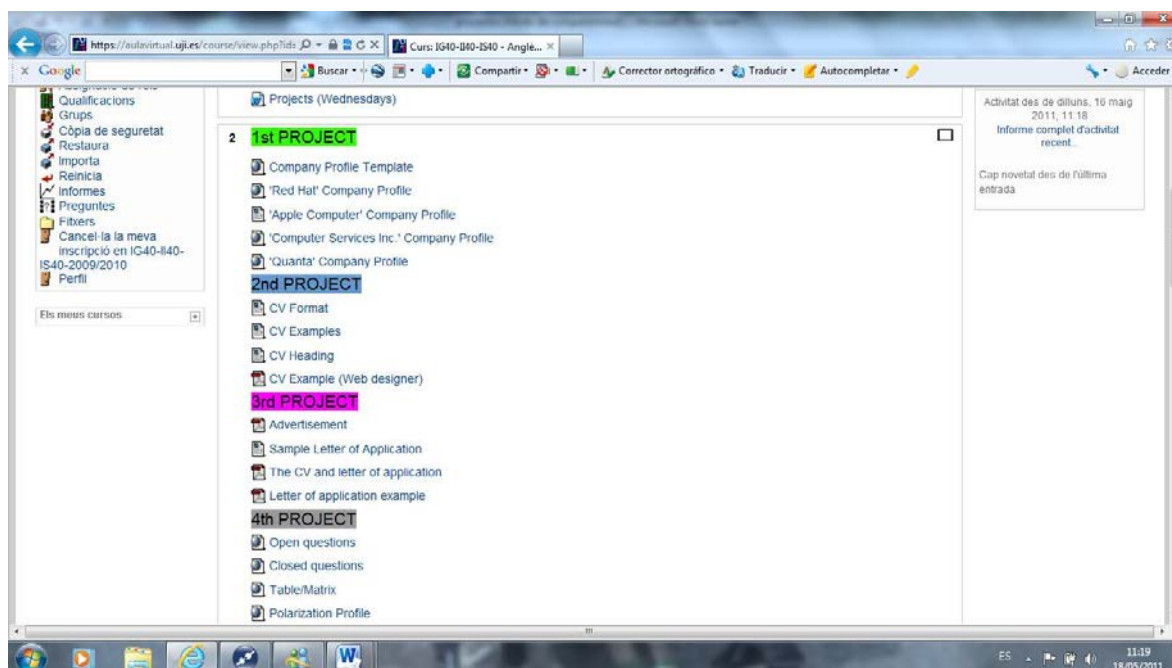 https://aulavirtual.uji.es/course/view.php?id:
Curs: IG40-II40-IS40 - Angle...
x Google
Buscar
Compartir
Corrector ortográfico
Traducir
Autocompletar
Acceder
Qualificacions
Grups
Còpia de seguretat
Restaura
Importa
Reinicia
Informes
Preguntes
Fitxers
Cancel·la la meva
inscripció en IG40-II40-
IS40-2009/2010
Perfil
Els meus cursos
Projects (Wednesdays)
2 1st PROJECT
Company Profile Template
'Red Hat' Company Profile
'Apple Computer' Company Profile
'Computer Services Inc.' Company Profile
'Quanta' Company Profile
2nd PROJECT
CV Format
CV Examples
CV Heading
CV Example (Web designer)
3rd PROJECT
Advertisement
Sample Letter of Application
The CV and letter of application
Letter of application example
4th PROJECT
Open questions
Closed questions
Table/Matrix
Polarization Profile
Activitat des de dilluns, 16 maig
2011, 11:18
Informe complet d'activitat
recent...
Cap novetat des de l'última
entrada
ES
11:19
18/05/2011